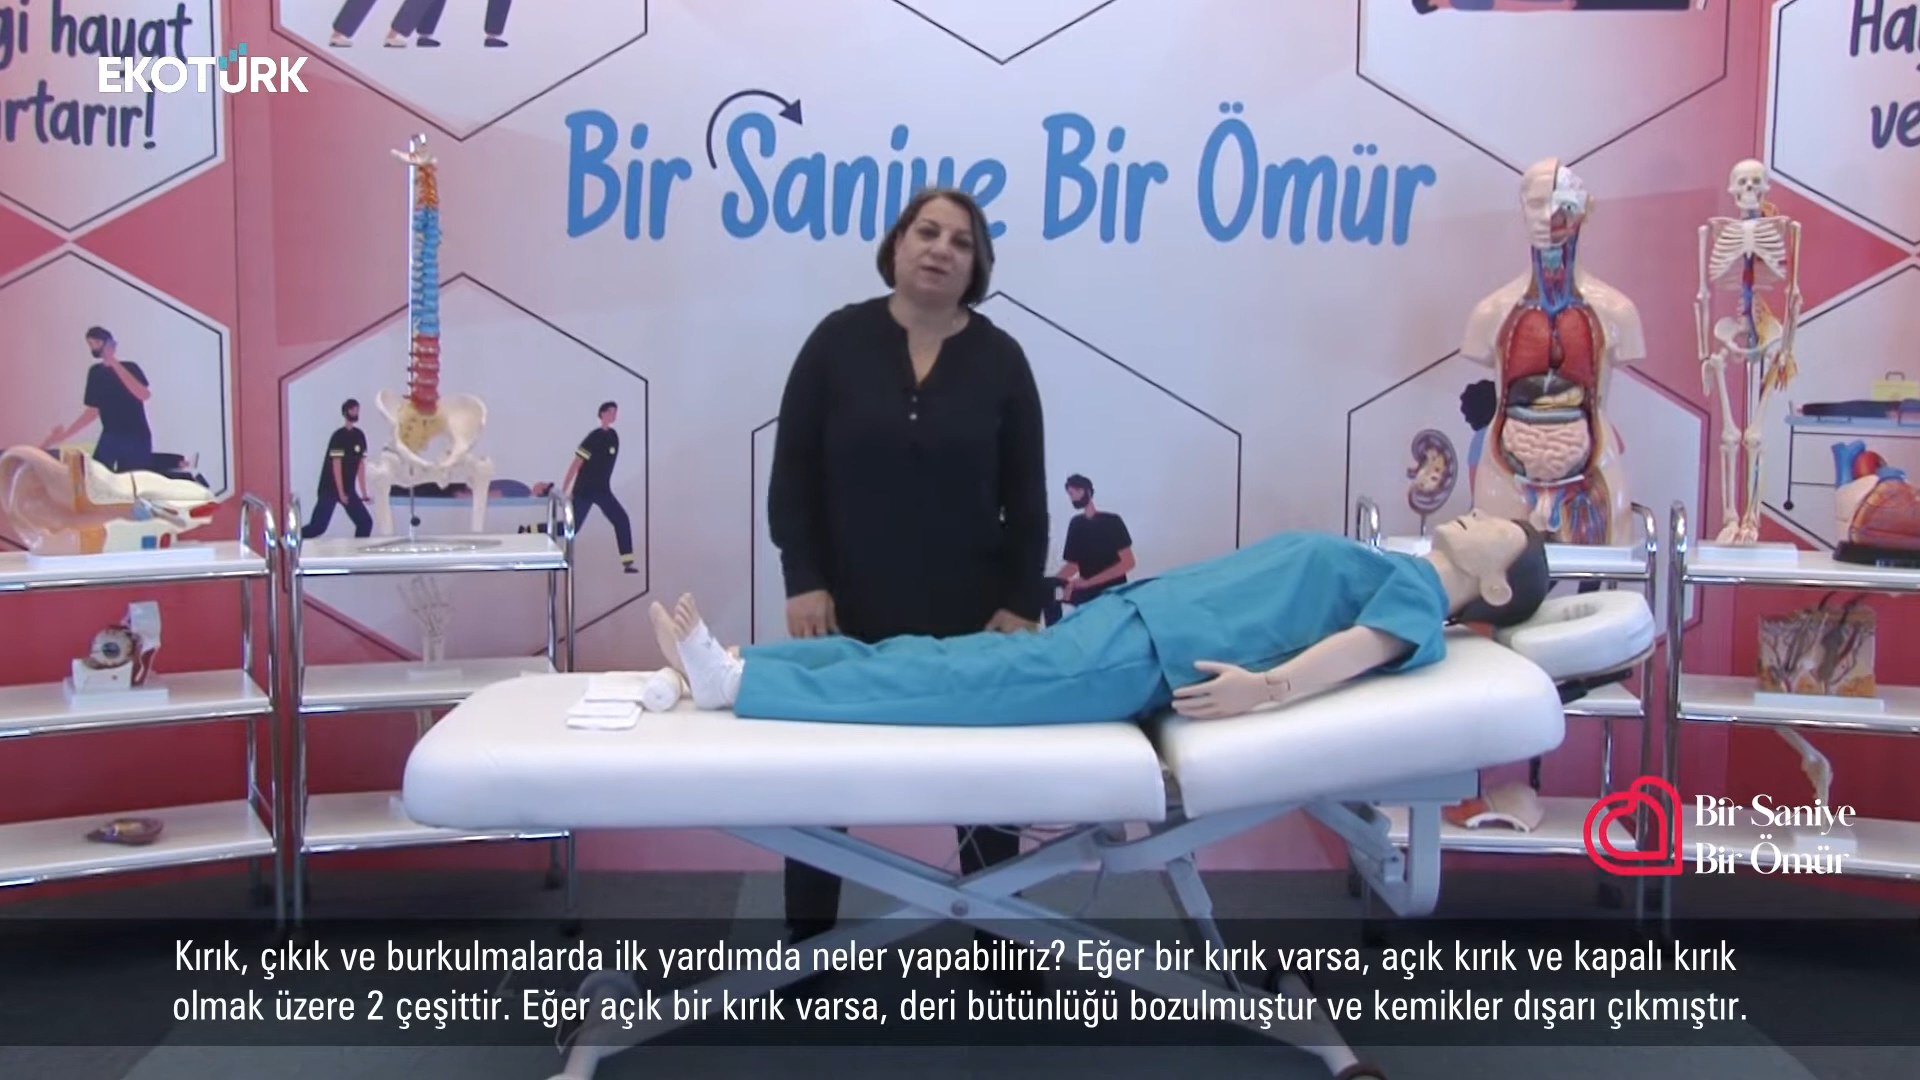 gi hayat
EKOTÜRK
rtarır!
Bir Saniye Bir Ömür
Ha
ve
Bir Saniye
Bir Ömür
Kırık, çıkık ve burkulmalarda ilk yardımda neler yapabiliriz? Eğer bir kırık varsa, açık kırık ve kapalı kırık
olmak üzere 2 çeşittir. Eğer açık bir kırık varsa, deri bütünlüğü bozulmuştur ve kemikler dışarı çıkmıştır.